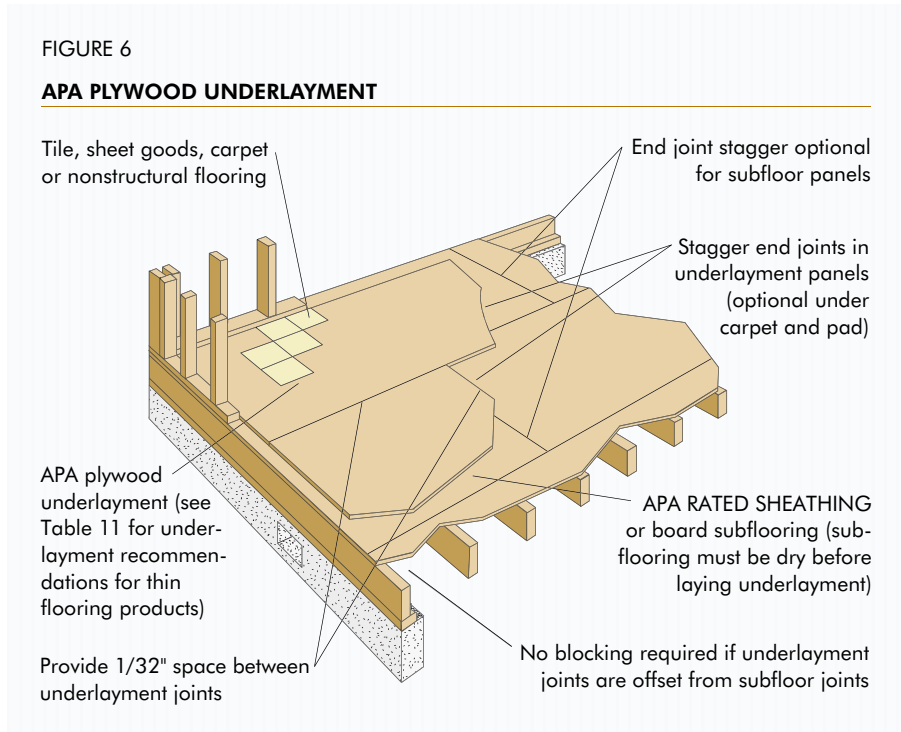 FIGURE 6
APA PLYWOOD UNDERLAYMENT
Tile, sheet goods, carpet
or nonstructural flooring
End joint stagger optional
for subfloor panels
Stagger end joints in
underlayment panels
(optional under
carpet and pad)
APA plywood
underlayment (see
Table 11 for under-
layment recommen-
dations for thin
flooring products)
APA RATED SHEATHING
or board subflooring (sub-
flooring must be dry before
laying underlayment)
Provide 1/32" space between
underlayment joints
No blocking required if underlayment
joints are offset from subfloor joints